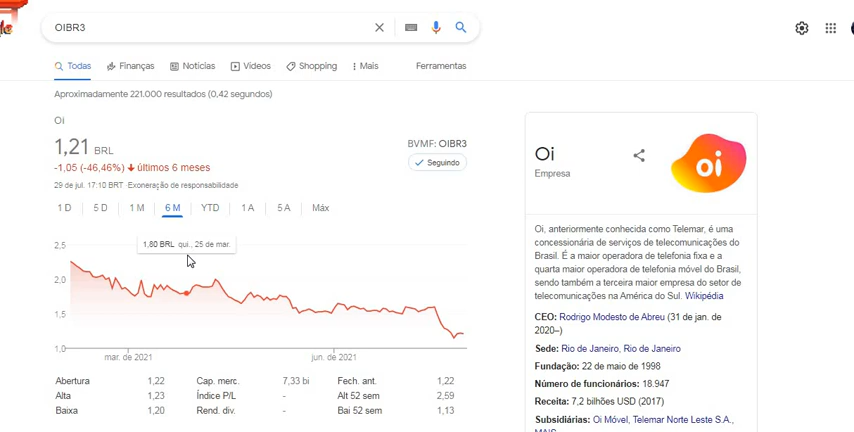 OIBR3
Todas
Finanças
Notícias
Vídeos
Shopping
Mais
Ferramentas
Aproximadamente 221.000 resultados (0,42 segundos)
Oi
1,21 BRL
BVMF: OIBR3
-1,05 (-46,46%) últimos 6 meses
Seguindo
29 de jul. 17:10 BRT · Exoneração de responsabilidade
1 D
5 D
1 M
6 M
YTD
1 A
5 A
Máx
1,80 BRL qui., 25 de mar.
2,5
2,0
1,5
1,0
mar. de 2021
jun. de 2021
Abertura 1,22
Cap. merc. 7,33 bi
Fech. ant. 1,22
Alta 1,23
Índice P/L -
Alt 52 sem 2,59
Baixa 1,20
Rend. div. -
Bai 52 sem 1,13
Oi
Empresa
oi
Oi, anteriormente conhecida como Telemar, é uma
concessionária de serviços de telecomunicações do
Brasil. É a maior operadora de telefonia fixa e a
quarta maior operadora de telefonia móvel do Brasil,
sendo também a terceira maior empresa do setor de
telecomunicações na América do Sul. Wikipédia
CEO: Rodrigo Modesto de Abreu (31 de jan. de
2020–)
Sede: Rio de Janeiro, Rio de Janeiro
Fundação: 22 de maio de 1998
Número de funcionários: 18.947
Receita: 7,2 bilhões USD (2017)
Subsidiárias: Oi Móvel, Telemar Norte Leste S.A.,
MAIS